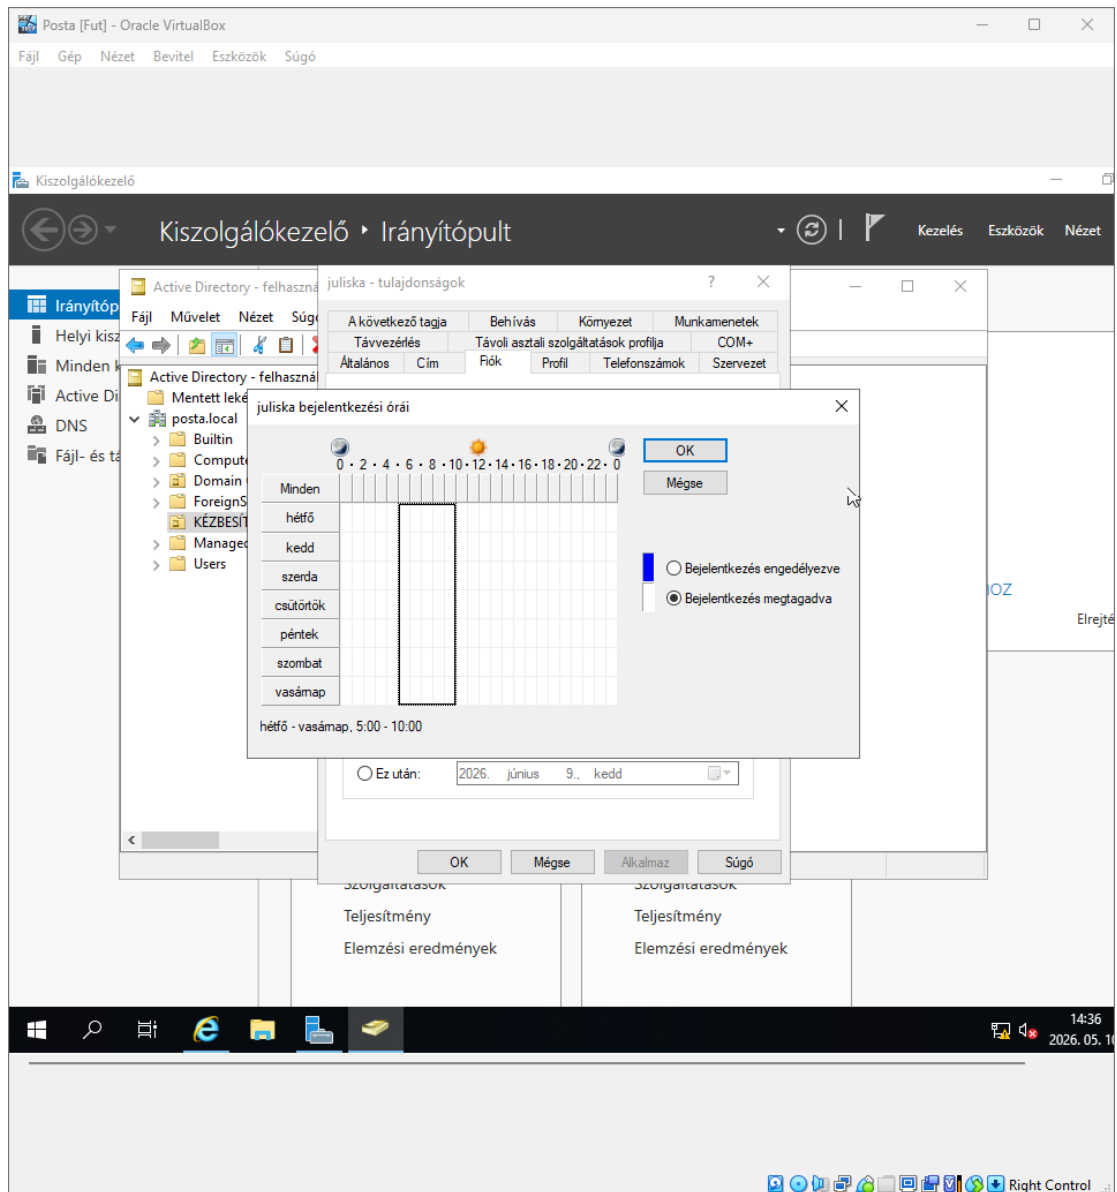 Posta [Fut] - Oracle VirtualBox
Fájl Gép Nézet Bevitel Eszközök Súgó
Kiszolgálókezelő
Kiszolgálókezelő • Irányítópult
Kezelés Eszközök Nézet
juliska - tulajdonságok
Active Directory - felhaszná
Irányítóp
Fájl Művelet Nézet Súgó
A következő tagja Behívás Környezet Munkamenetek
Helyi kisz
Távvezérlés Távoli asztali szolgáltatások profilja COM+
Általános Cím Fiók Profil Telefonszámok Szervezet
Minden k
Active Directory - felhasznál
Active Di
Mentett leké
juliska bejelentkezési órái
posta.local
DNS
Builtin
Fájl- és tá
Compute
0 · 2 · 4 · 6 · 8 · 10 · 12 · 14 · 16 · 18 · 20 · 22 · 0
OK
Domain
Minden
Mégse
ForeignS
hétfő
KÉZBESÍT
Managed
kedd
Users
szerda
Bejelentkezés engedélyezve
csütörtök
Bejelentkezés megtagadva
hoz
péntek
Elrejté
szombat
vasárnap
hétfő - vasárnap, 5:00 - 10:00
Ez után: 2026. június 9., kedd
OK Mégse Alkalmaz Súgó
Szolgáltatások Szolgáltatások
Teljesítmény Teljesítmény
Elemzési eredmények Elemzési eredmények
14:36
2026. 05. 10
Right Control